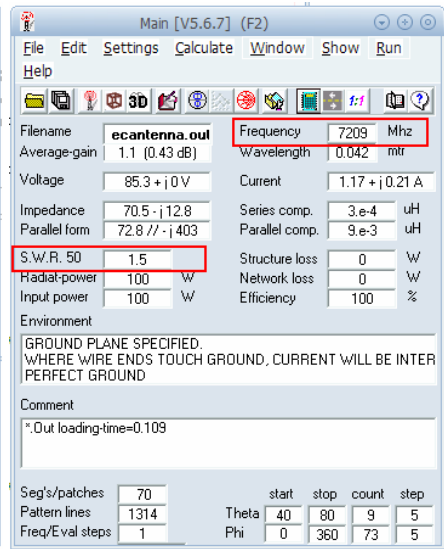 Main [V5.6.7] (F2)
File Edit Settings Calculate Window Show Run
Help
3D 1:1
Filename ecantenna.out Frequency 7209 Mhz
Average-gain 1.1 (0.43 dB) Wavelength 0.042 mtr
Voltage 85.3 + j 0 V Current 1.17 + j 0.21 A
Impedance 70.5 - j 12.8 Series comp. 3.e-4 uH
Parallel form 72.8 // - j 403 Parallel comp. 9.e-3 uH
S.W.R. 50 1.5 Structure loss 0 W
Radiat-power 100 W Network loss 0 W
Input power 100 W Efficiency 100 %
Environment
GROUND PLANE SPECIFIED.
WHERE WIRE ENDS TOUCH GROUND, CURRENT WILL BE INTER
PERFECT GROUND
Comment
*.Out loading-time=0.109
Seg's/patches 70 start stop count step
Pattern lines 1314 Theta 40 80 9 5
Freq/Eval steps 1 Phi 0 360 73 5